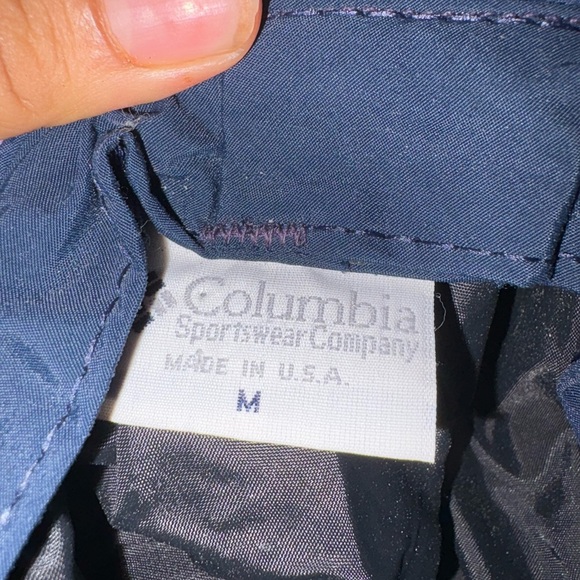 Columbia
Sportswear Company
MADE IN U.S.A.
M